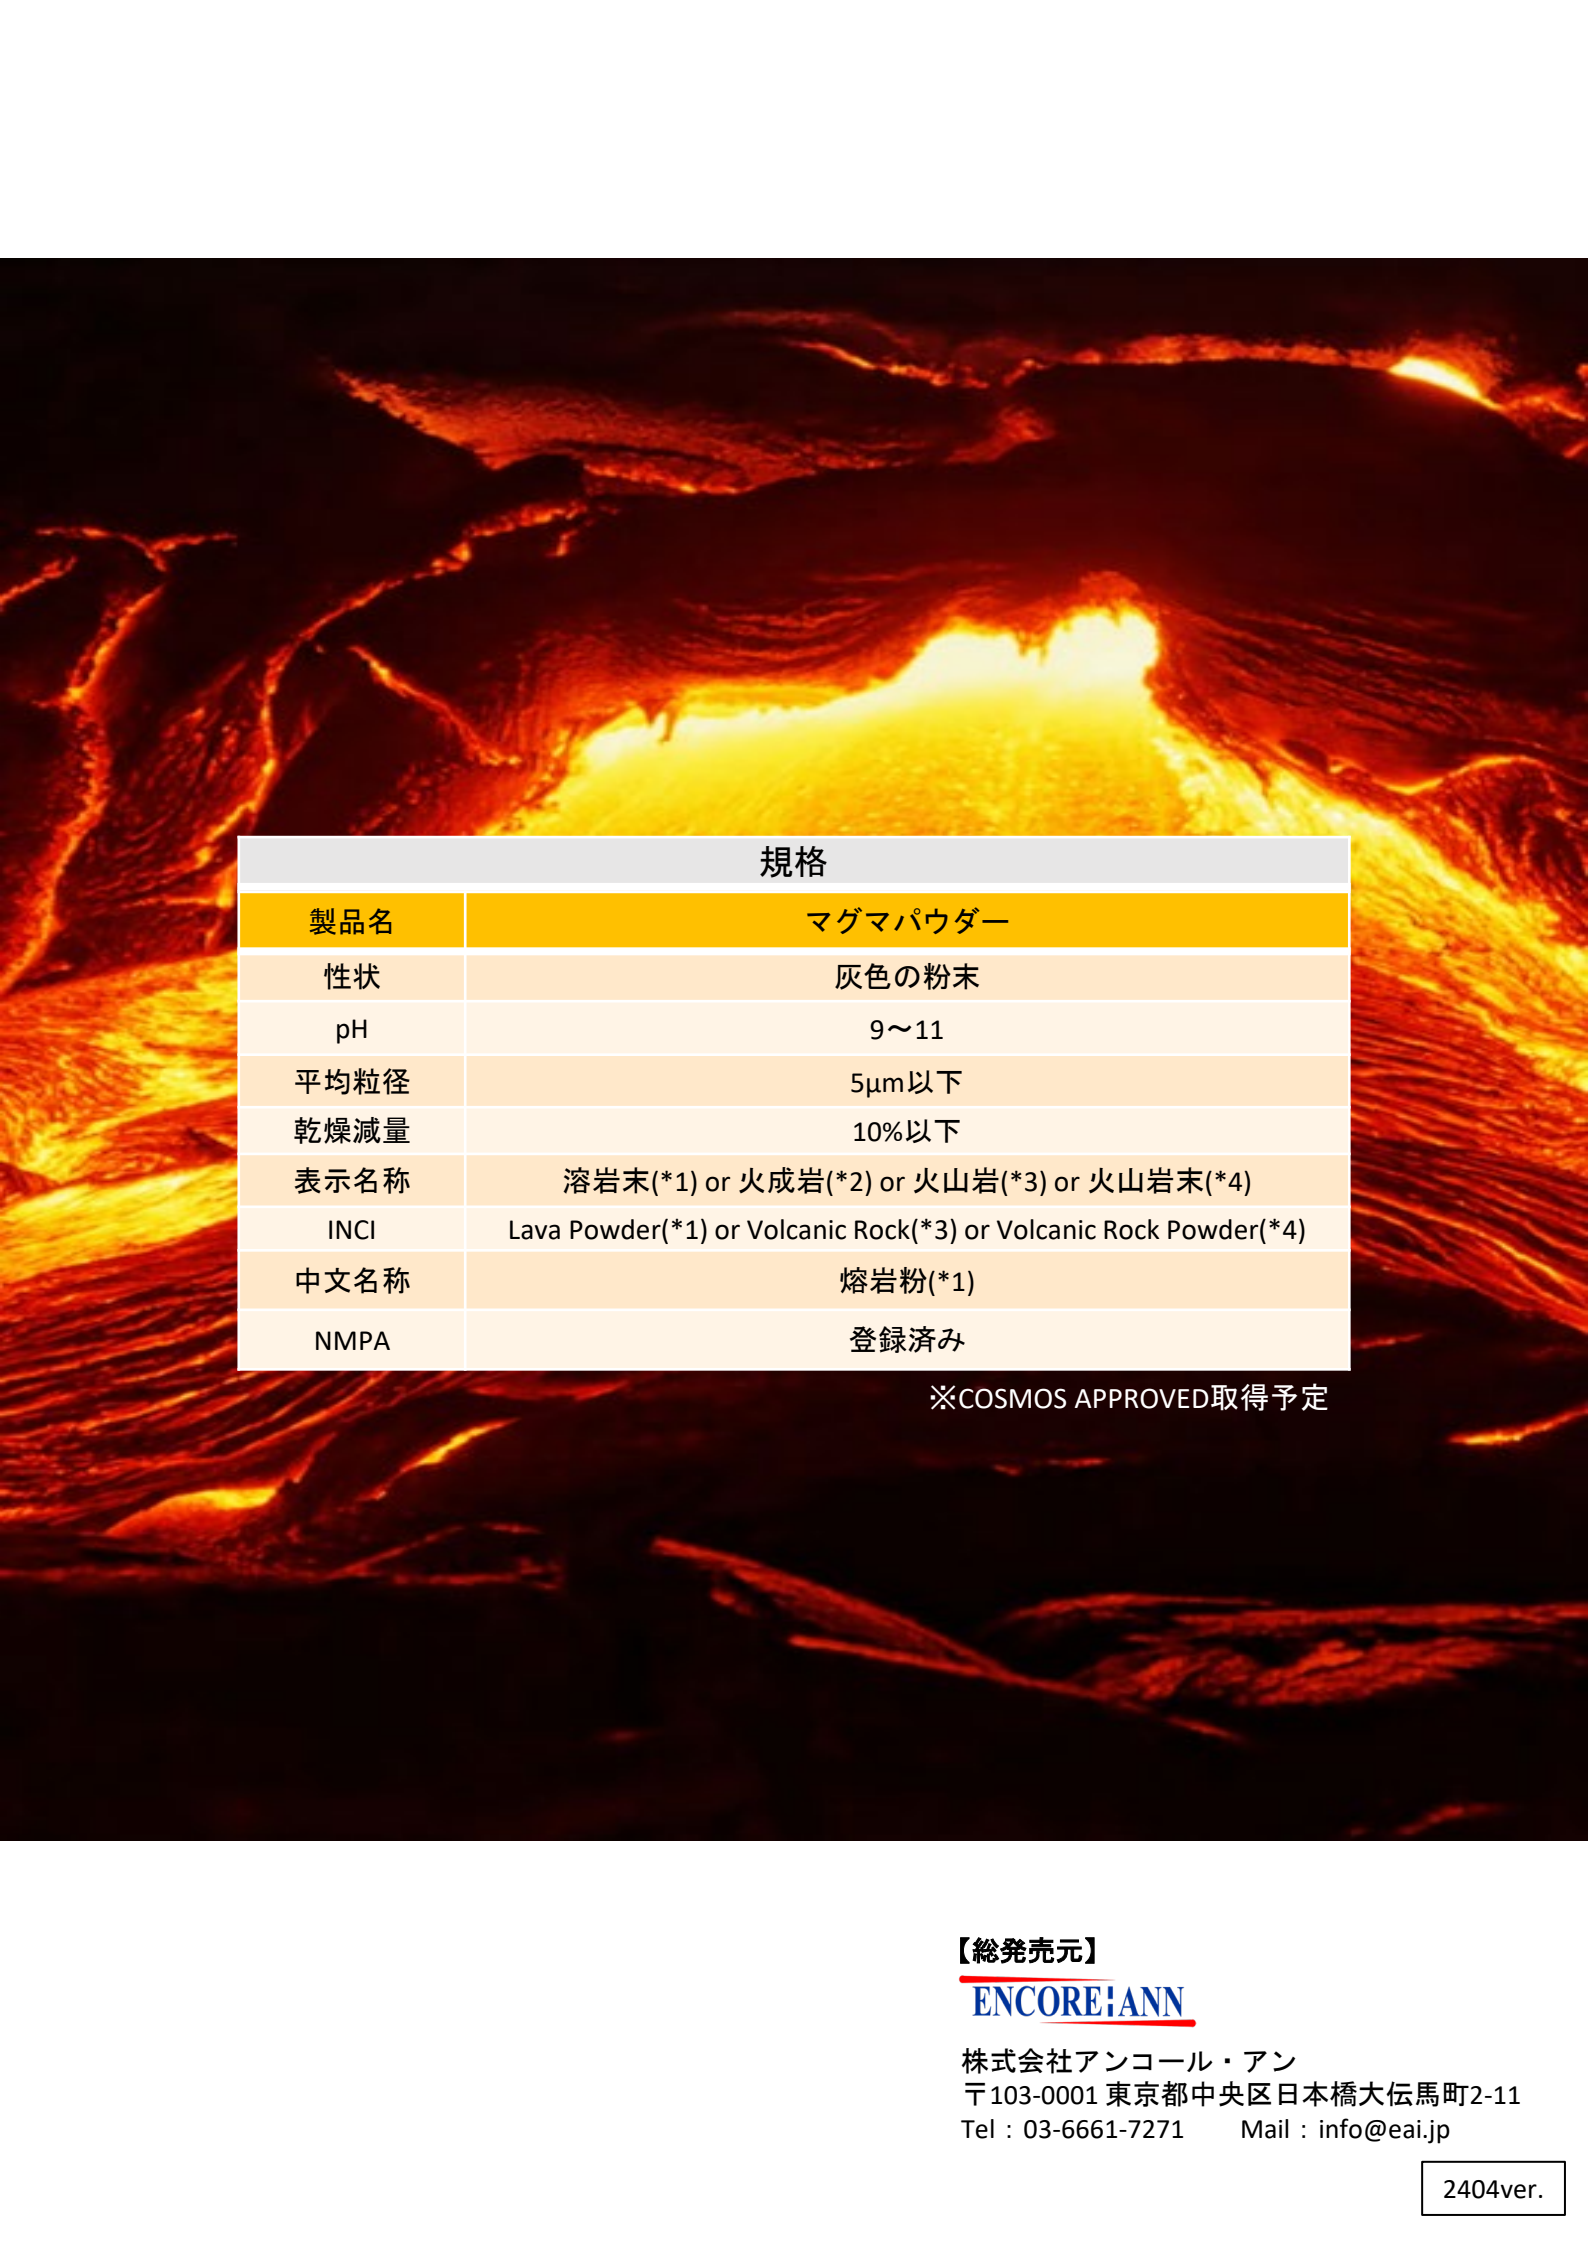 規格
製品名 マグマパウダー
性状 灰色の粉末
pH 9～11
平均粒径 5μm以下
乾燥減量 10%以下
表示名称 溶岩末(*1) or 火成岩(*2) or 火山岩(*3) or 火山岩末(*4)
INCI Lava Powder(*1) or Volcanic Rock(*3) or Volcanic Rock Powder(*4)
中文名称 熔岩粉(*1)
NMPA 登録済み
※COSMOS APPROVED取得予定
【総発売元】
ENCORE!ANN
株式会社アンコール・アン
〒103-0001 東京都中央区日本橋大伝馬町2-11
Tel：03-6661-7271 Mail：info@eai.jp
2404ver.